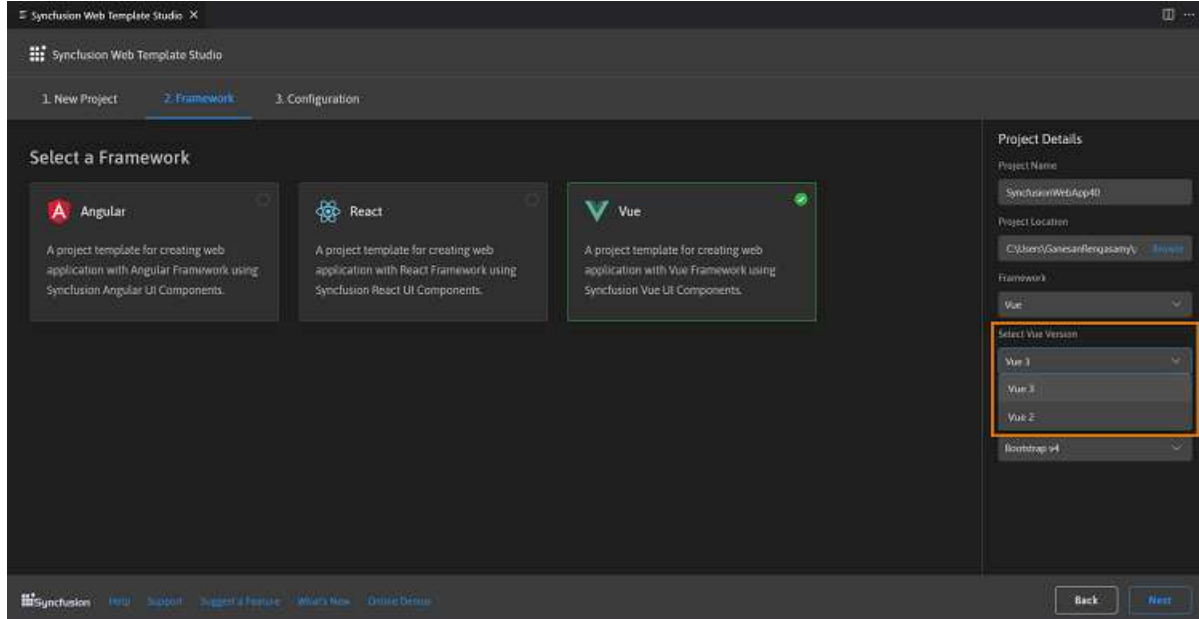 Syncfusion Web Template Studio
Syncfusion Web Template Studio
1. New Project
2. Framework
3. Configuration
Select a Framework
Angular
A project template for creating web
application with Angular Framework using
Syncfusion Angular UI Components.
React
A project template for creating web
application with React Framework using
Syncfusion React UI Components.
Vue
A project template for creating web
application with Vue Framework using
Syncfusion Vue UI Components.
Project Details
Project Name
SyncfusionWebApp40
Project Location
C:\Users\GanesanRengasamy\
Browse
Framework
Vue
Select Vue Version
Vue 3
Vue 3
Vue 2
Bootstrap v4
Syncfusion
Help
Support
Suggest a Feature
What's New
Online Demos
Back
Next